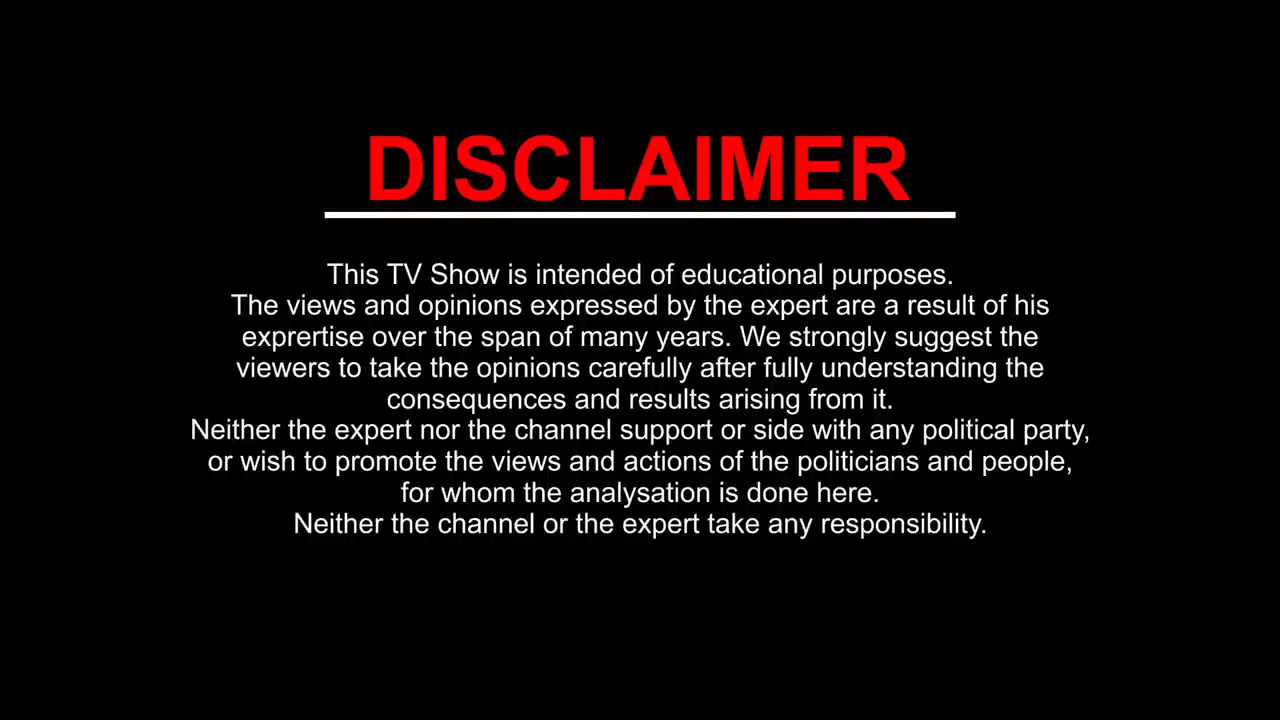 DISCLAIMER
This TV Show is intended of educational purposes.
The views and opinions expressed by the expert are a result of his
exprertise over the span of many years. We strongly suggest the
viewers to take the opinions carefully after fully understanding the
consequences and results arising from it.
Neither the expert nor the channel support or side with any political party,
or wish to promote the views and actions of the politicians and people,
for whom the analysation is done here.
Neither the channel or the expert take any responsibility.